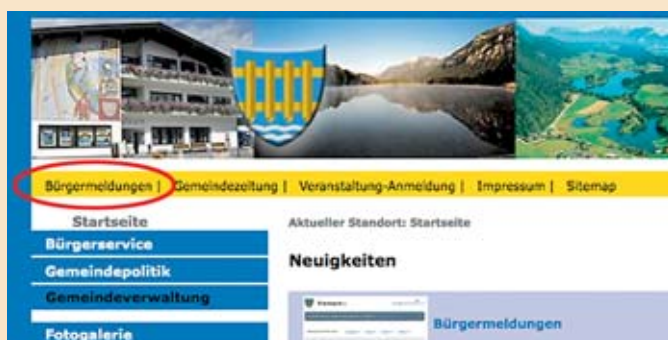 Bürgermeldungen | Gemeindezeitung | Veranstaltung-Anmeldung | Impressum | Sitemap
Startseite
Aktueller Standort: Startseite
Bürgerservice
Gemeindepolitik
Neuigkeiten
Gemeindeverwaltung
Bürgermeldungen
Fotogalerie